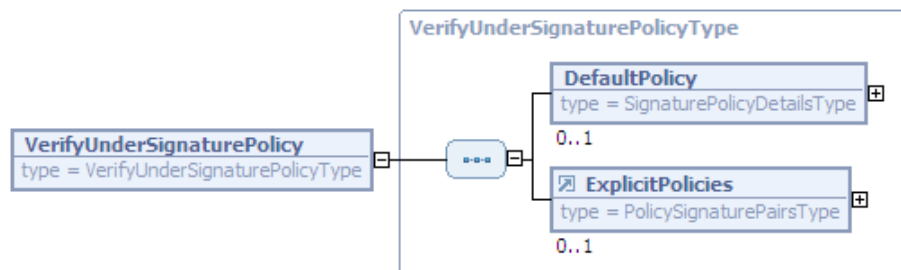 VerifyUnderSignaturePolicyType
DefaultPolicy
type = SignaturePolicyDetailsType
0..1
VerifyUnderSignaturePolicy
type = VerifyUnderSignaturePolicyType
ExplicitPolicies
type = PolicySignaturePairsType
0..1